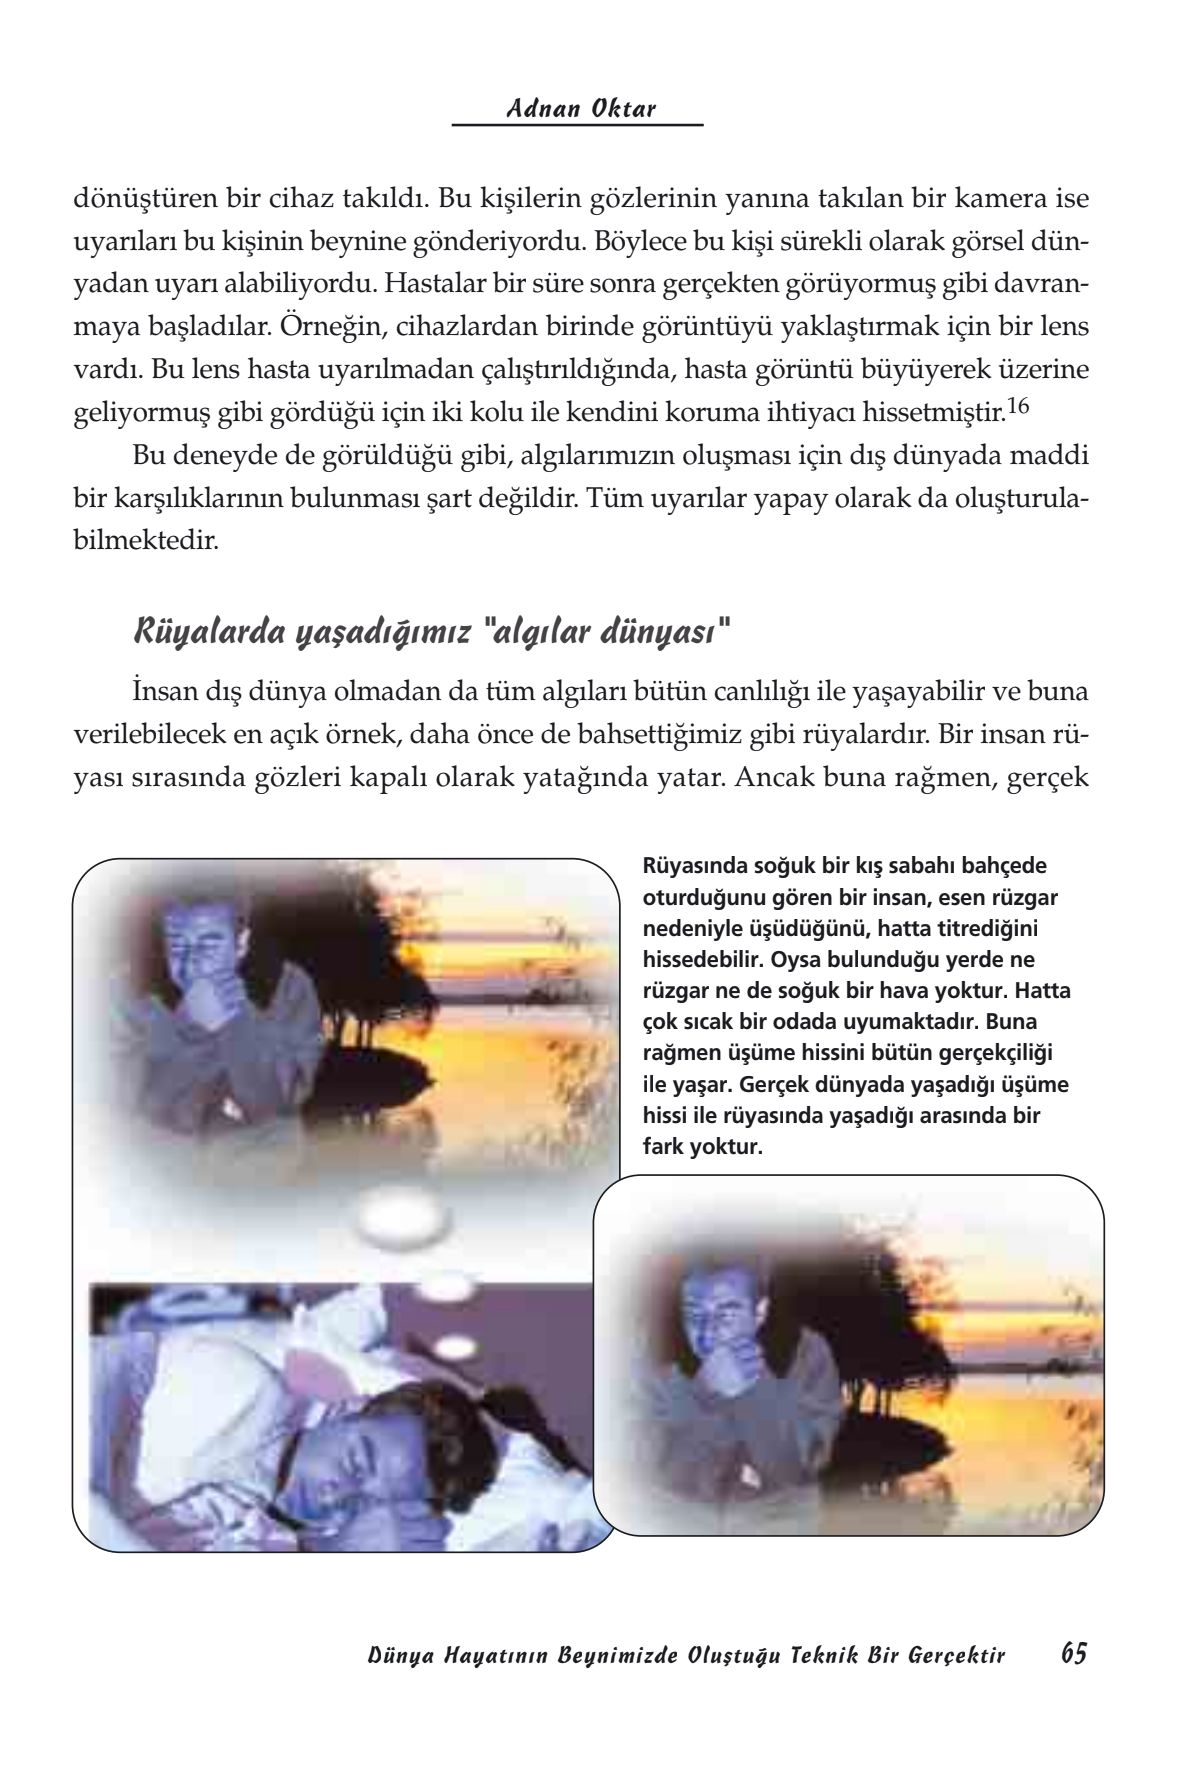 Adnan Oktar
dönüştüren bir cihaz takıldı. Bu kişilerin gözlerinin yanına takılan bir kamera ise
uyarıları bu kişinin beynine gönderiyordu. Böylece bu kişi sürekli olarak görsel dün-
yadan uyarı alabiliyordu. Hastalar bir süre sonra gerçekten görüyormuş gibi davran-
maya başladılar. Örneğin, cihazlardan birinde görüntüyü yaklaştırmak için bir lens
vardı. Bu lens hasta uyarılmadan çalıştırıldığında, hasta görüntü büyüyerek üzerine
geliyormuş gibi gördüğü için iki kolu ile kendini koruma ihtiyacı hissetmiştir.16
Bu deneyde de görüldüğü gibi, algılarımızın oluşması için dış dünyada maddi
bir karşılıklarının bulunması şart değildir. Tüm uyarılar yapay olarak da oluşturula-
bilmektedir.
Rüyalarda yaşadığımız "algılar dünyası"
İnsan dış dünya olmadan da tüm algıları bütün canlılığı ile yaşayabilir ve buna
verilebilecek en açık örnek, daha önce de bahsettiğimiz gibi rüyalardır. Bir insan rü-
yası sırasında gözleri kapalı olarak yatağında yatar. Ancak buna rağmen, gerçek
Rüyasında soğuk bir kış sabahı bahçede
oturduğunu gören bir insan, esen rüzgar
nedeniyle üşüdüğünü, hatta titrediğini
hissedebilir. Oysa bulunduğu yerde ne
rüzgar ne de soğuk bir hava yoktur. Hatta
çok sıcak bir odada uyumaktadır. Buna
rağmen üşüme hissini bütün gerçekçiliği
ile yaşar. Gerçek dünyada yaşadığı üşüme
hissi ile rüyasında yaşadığı arasında bir
fark yoktur.
Dünya Hayatının Beynimizde Oluştuğu Teknik Bir Gerçektir 65